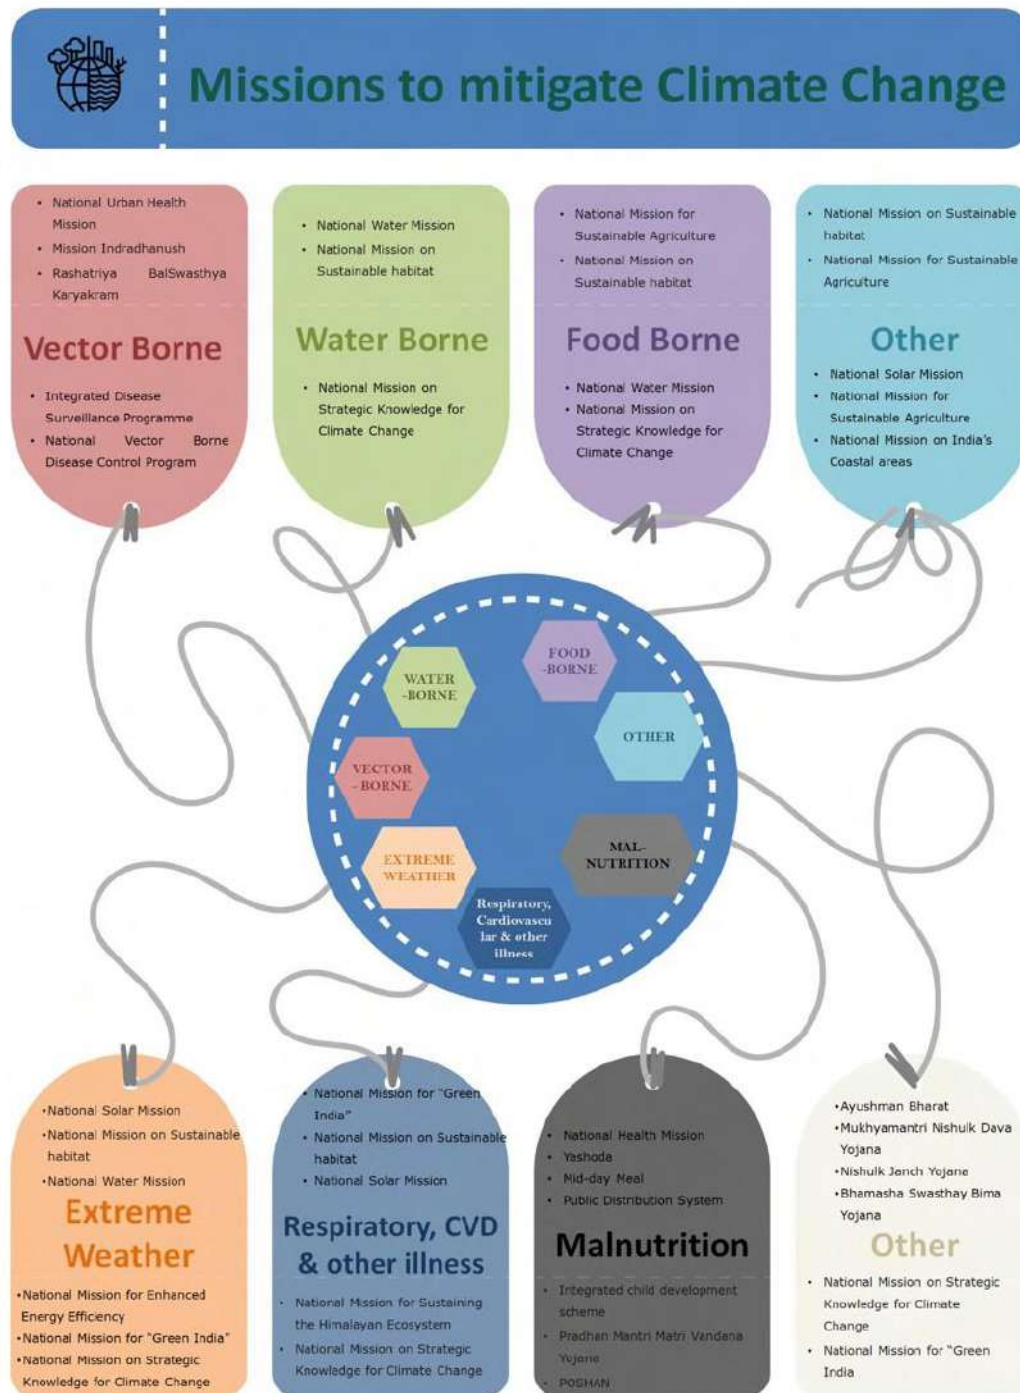 Missions to mitigate Climate Change
• National Urban Health
Mission
• Mission Indradhanush
• Rashatriya BalSwasthya
Karyakram
Vector Borne
• Integrated Disease
Surveillance Programme
• National Vector Borne
Disease Control Program
• National Water Mission
• National Mission on
Sustainable habitat
Water Borne
• National Mission on
Strategic Knowledge for
Climate Change
• National Mission for
Sustainable Agriculture
• National Mission on
Sustainable habitat
Food Borne
• National Water Mission
• National Mission on
Strategic Knowledge for
Climate Change
• National Mission on Sustainable
habitat
• National Mission for Sustainable
Agriculture
Other
• National Solar Mission
• National Mission for
Sustainable Agriculture
• National Mission on India's
Coastal areas
FOOD
-BORNE
WATER
-BORNE
OTHER
VECTOR
- BORNE
MAL-
NUTRITION
EXTREME
WEATHER
Respiratory,
Cardiovascu
lar & other
illness
•National Solar Mission
•National Mission on Sustainable
habitat
•National Water Mission
Extreme
Weather
•National Mission for Enhanced
Energy Efficiency
•National Mission for "Green India"
•National Mission on Strategic
Knowledge for Climate Change
• National Mission for "Green
India"
• National Mission on Sustainable
habitat
• National Solar Mission
Respiratory, CVD
& other illness
• National Mission for Sustaining
the Himalayan Ecosystem
• National Mission on Strategic
Knowledge for Climate Change
• National Health Mission
• Yashoda
• Mid-day Meal
• Public Distribution System
Malnutrition
• Integrated child development
scheme
• Pradhan Mantri Matri Vandana
Yojana
• POSHAN
•Ayushman Bharat
•Mukhyamantri Nishulk Dava
Yojana
•Nishulk Janch Yojana
•Bhamasha Swasthay Bima
Yojana
Other
• National Mission on Strategic
Knowledge for Climate
Change
• National Mission for "Green
India